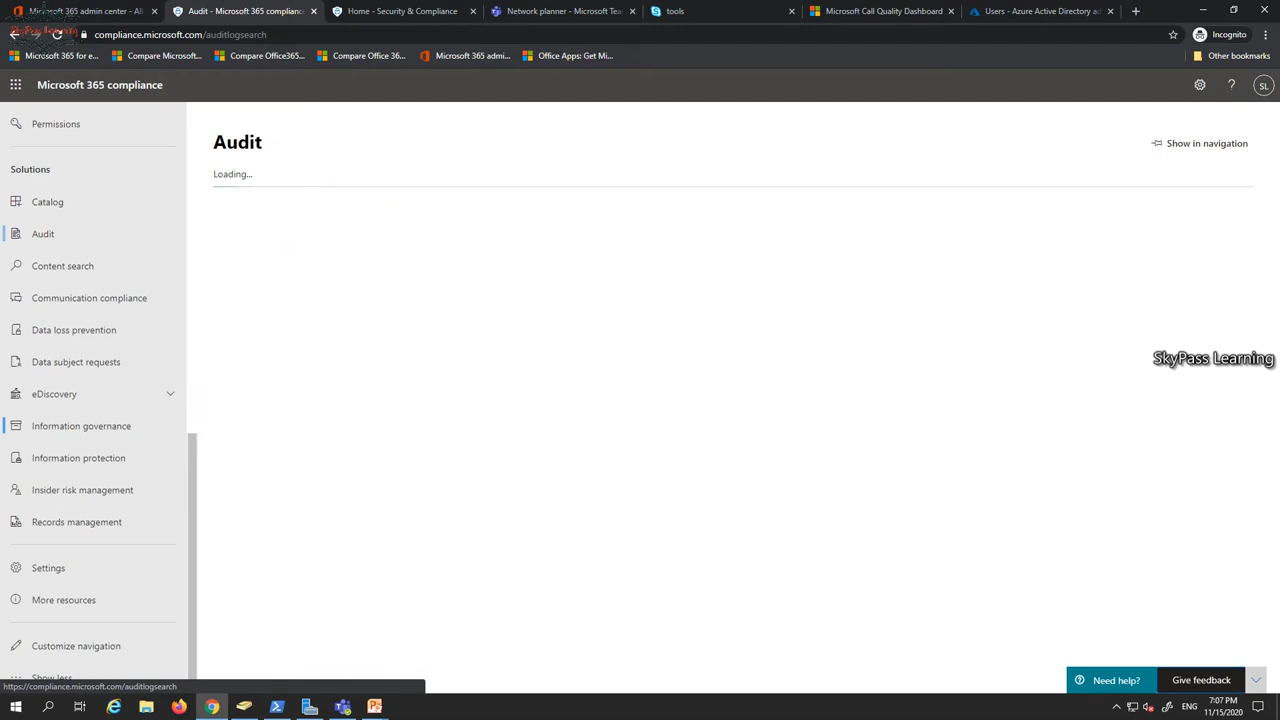 Microsoft 365 admin center - All
Audit - Microsoft 365 compliance
Home - Security & Compliance
Network planner - Microsoft Tea
tools
Microsoft Call Quality Dashboard
Users - Azure Active Directory ad
compliance.microsoft.com/auditlogsearch
Incognito
Microsoft 365 for e...
Compare Microsoft...
Compare Office365...
Compare Office 36...
Microsoft 365 admi...
Office Apps: Get Mi...
Other bookmarks
Microsoft 365 compliance
SL
Permissions
Audit
Show in navigation
Solutions
Loading...
Catalog
Audit
Content search
Communication compliance
Data loss prevention
SkyPass Learning
Data subject requests
eDiscovery
Information governance
Information protection
Insider risk management
Records management
Settings
More resources
Customize navigation
Show less
Need help?
Give feedback
https://compliance.microsoft.com/auditlogsearch
ENG
7:07 PM
11/15/2020